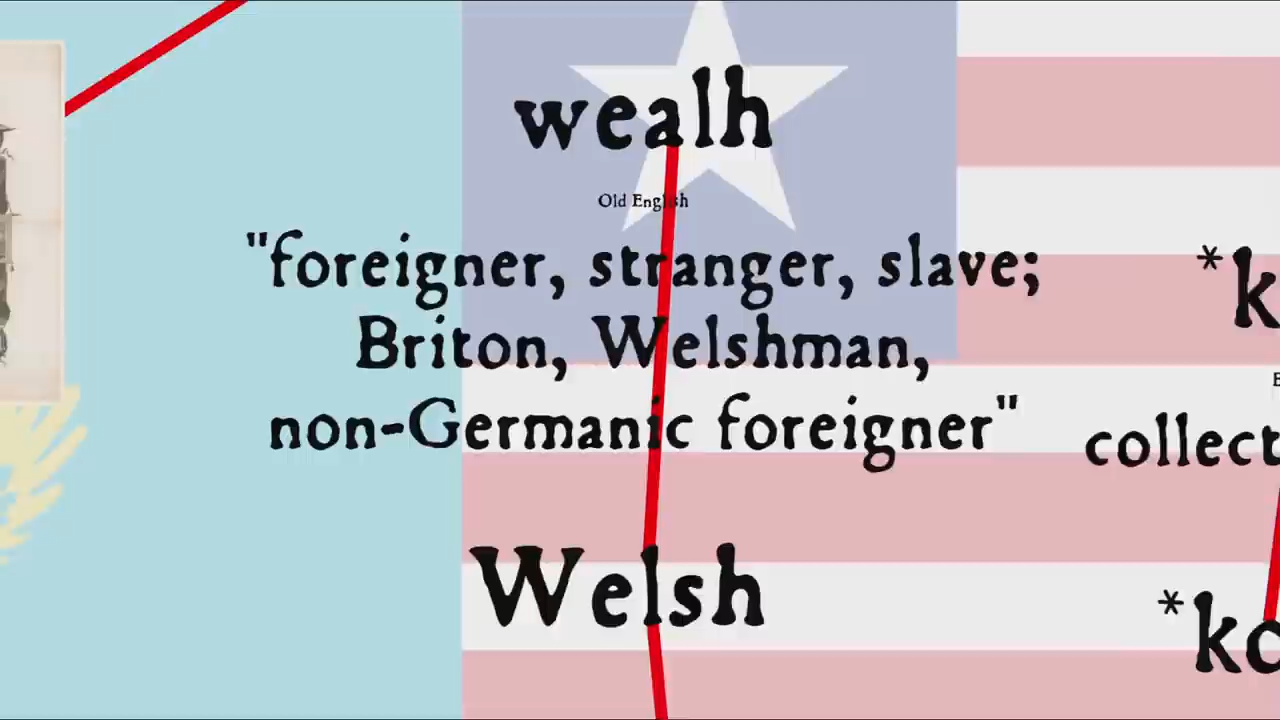 wealh
Old English
"foreigner, stranger, slave;
Briton, Welshman,
non-Germanic foreigner"
Welsh
*k
collect